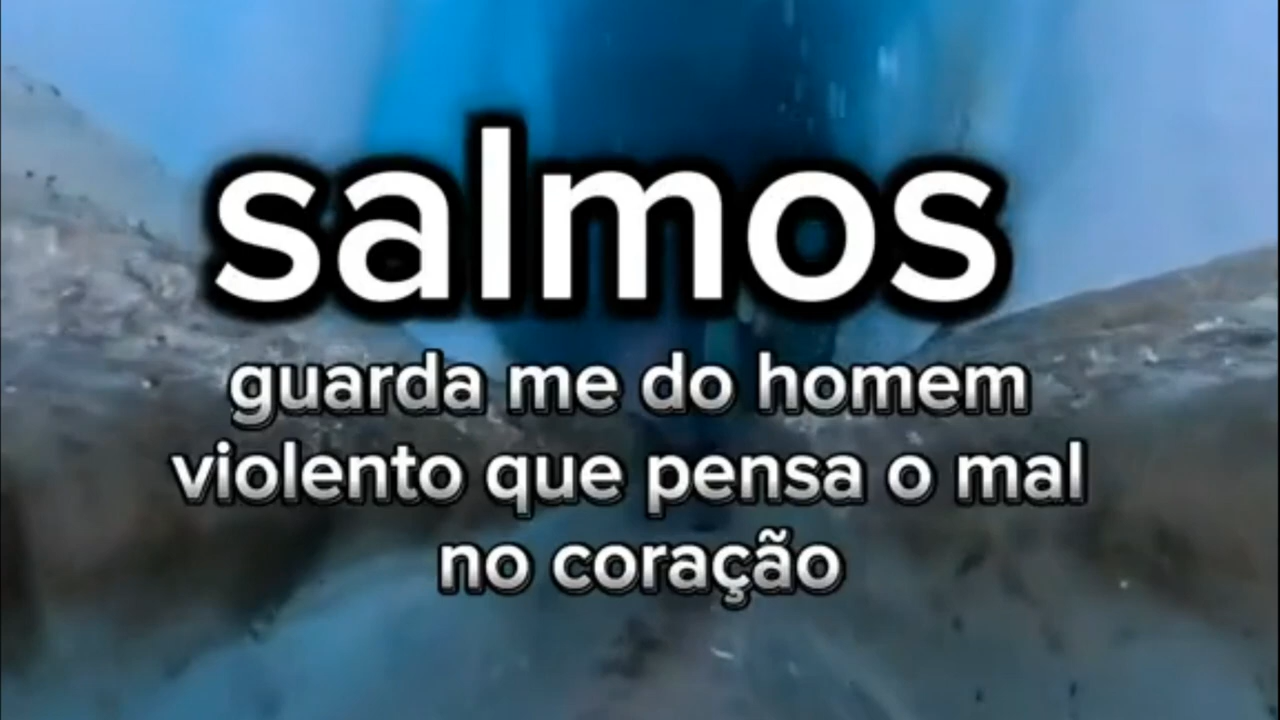 salmos
guarda me do homem
violento que pensa o mal
no coração